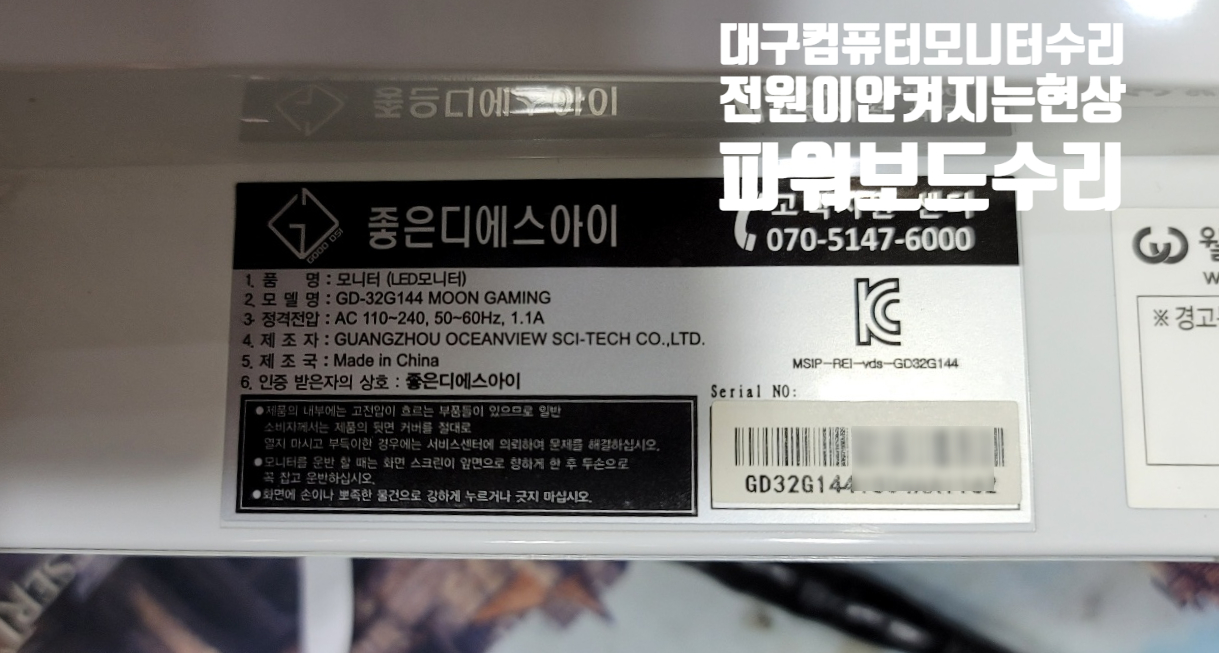 대구컴퓨터모니터수리
전원이안켜지는현상
파워보드수리
좋은디에스아이
GOOD DSI
좋은디에스아이
고객지원 센터
070-5147-6000
1. 품 명 : 모니터 (LED모니터)
2. 모 델 명 : GD-32G144 MOON GAMING
3. 정격전압 : AC 110~240, 50~60Hz, 1.1A
4. 제 조 자 : GUANGZHOU OCEANVIEW SCI-TECH CO.,LTD.
5. 제 조 국 : Made in China
6. 인증 받은자의 상호 : 좋은디에스아이
MSIP-REI-vds-GD32G144
Serial NO:
GD32G144
●제품의 내부에는 고전압이 흐르는 부품들이 있으므로 일반
소비자께서는 제품의 뒷면 커버를 절대로
열지 마시고 부득이한 경우에는 서비스센터에 의뢰하여 문제를 해결하십시오.
●모니터를 운반 할 때는 화면 스크린이 앞면으로 향하게 한 후 두손으로
꼭 잡고 운반하십시오.
●화면에 손이나 뾰족한 물건으로 강하게 누르거나 긋지 마십시오.
※ 경고